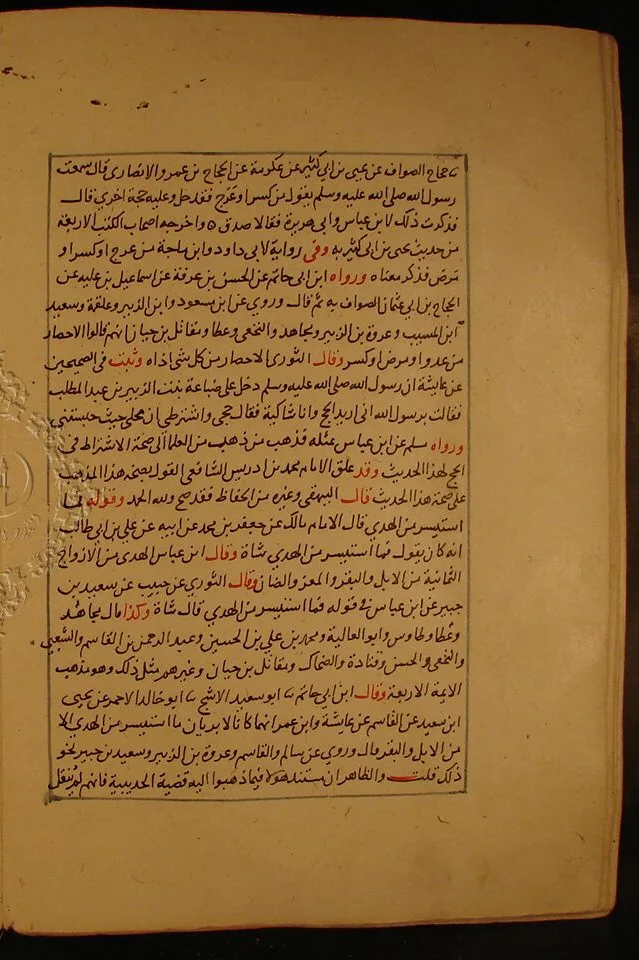 ثنا حجاج الصواف عن يحيى بن ابي كثير عن عكرمة عن الحجاج بن عمرو الانصاري قال سمعت
رسول الله صلى الله عليه وسلم يقول من كسر او عرج فقد حل وعليه حجة اخرى قال
فذكرت ذلك لابن عباس وابي هريرة فقالا صدق ٥ واخرجه اصحاب الكتب الاربعة
من حديث يحيى بن ابي كثير به وفي رواية لابي داود وابن ماجة من عرج او كسر او
مرض فذكر معناه ورواه ابن ابي حاتم عن الحسن بن عرفة عن اسماعيل بن عليه عن
الحجاج بن ابي عثمان الصواف به ثم قال وروي عن ابن مسعود وابن الزبير وعلقمة وسعيد
ابن المسيب وعروة بن الزبير ومجاهد والنخعي وعطا ومقاتل بن حيان انهم قالوا الاحصار
من عدو او مرض او كسر وقال الثوري الاحصار من كل شي اذاه وثبت في الصحيحين
عن عايشة ان رسول الله صلى الله عليه وسلم دخل على ضباعة بنت الزبير بن عبد المطلب
فقالت يرسول الله اني اريد الحج وانا شاكية فقال حجي واشترطي ان محلي حيث حبستني
ورواه سلم عن ابن عباس مثله فذهب من ذهب من العلما الى صحة الاشتراط في
الحج لهذا الحديث وقد علق الامام محمد بن ادريس الشافعي القول بصحة هذا المذهب
على صحة هذا الحديث قال البيهقي وغيره من الحفاظ فقد صح ولله الحمد وقوله فما
استيسر من الهدي قال الامام مالك عن جعفر بن محمد عن ابيه عن علي بن ابي طالب
انه كان يقول فما استيسر من الهدي شاة وقال ابن عباس الهدي من الازواج
الثمانية من الابل والبقر والمعز والضان وقال الثوري عن حبيب عن سعيد بن
جبير عن ابن عباس في قوله فما استيسر من الهدي قال شاة وكذا قال مجاهد
وعطا وطاوس وابو العالية ومحمد بن علي بن الحسين وعبد الرحمن بن القاسم والشعبي
والنخعي والحسن وقتادة والضحاك ومقاتل بن حيان وغيرهم مثل ذلك وهو مذهب
الايمة الاربعة وقال ابن ابي حاتم ثنا ابو سعيد الاشج ثنا ابو خالد الاحمر عن يحيى
ابن سعيد عن القاسم عن عايشة وابن عمر انهما كانا لا يريان ما استيسر من الهدي الا
من الابل والبقر قال وروي عن سالم والقاسم وعروة بن الزبير وسعيد بن جبير نحو
ذلك قلت والظاهر ان مستند هولا فيما ذهبوا اليه قضية الحديبية فانهم لم ينقل